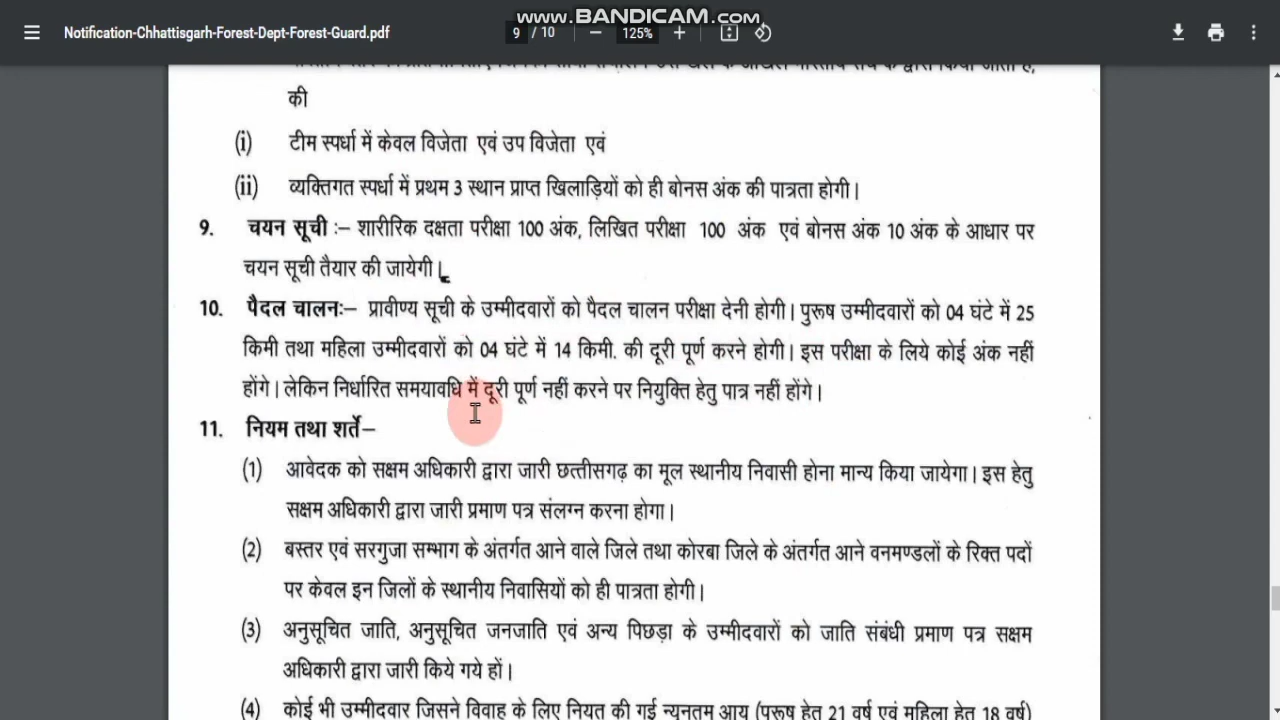 www.BANDICAM.com
Notification-Chhattisgarh-Forest-Dept-Forest-Guard.pdf 9 / 10 125%
की
(i) टीम स्पर्धा में केवल विजेता एवं उप विजेता एवं
(ii) व्यक्तिगत स्पर्धा में प्रथम 3 स्थान प्राप्त खिलाड़ियों को ही बोनस अंक की पात्रता होगी।
9. चयन सूची :– शारीरिक दक्षता परीक्षा 100 अंक, लिखित परीक्षा 100 अंक एवं बोनस अंक 10 अंक के आधार पर
चयन सूची तैयार की जायेगी।
10. पैदल चालनः– प्रावीण्य सूची के उम्मीदवारों को पैदल चालन परीक्षा देनी होगी। पुरूष उम्मीदवारों को 04 घंटे में 25
किमी तथा महिला उम्मीदवारों को 04 घंटे में 14 किमी. की दूरी पूर्ण करने होगी। इस परीक्षा के लिये कोई अंक नहीं
होंगे। लेकिन निर्धारित समयावधि में दूरी पूर्ण नहीं करने पर नियुक्ति हेतु पात्र नहीं होंगे।
11. नियम तथा शर्ते–
(1) आवेदक को सक्षम अधिकारी द्वारा जारी छत्तीसगढ़ का मूल स्थानीय निवासी होना मान्य किया जायेगा। इस हेतु
सक्षम अधिकारी द्वारा जारी प्रमाण पत्र संलग्न करना होगा।
(2) बस्तर एवं सरगुजा सम्भाग के अंतर्गत आने वाले जिले तथा कोरबा जिले के अंतर्गत आने वनमण्डलों के रिक्त पदों
पर केवल इन जिलों के स्थानीय निवासियों को ही पात्रता होगी।
(3) अनुसूचित जाति, अनुसूचित जनजाति एवं अन्य पिछड़ा के उम्मीदवारों को जाति संबंधी प्रमाण पत्र सक्षम
अधिकारी द्वारा जारी किये गये हों।
(4) कोई भी उम्मीदवार जिसने विवाह के लिए नियत की गई न्यूनतम आयु (पुरूष हेतु 21 वर्ष एवं महिला हेतु 18 वर्ष)